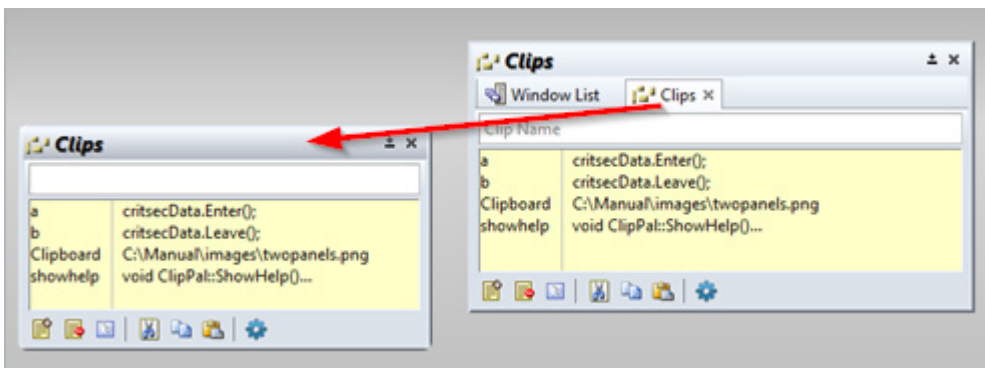 Clips
Window List Clips
Clip Name
a critsecData.Enter();
b critsecData.Leave();
Clipboard C:\Manual\images\twopanels.png
showhelp void ClipPal::ShowHelp()...
Clips
a critsecData.Enter();
b critsecData.Leave();
Clipboard C:\Manual\images\twopanels.png
showhelp void ClipPal::ShowHelp()...